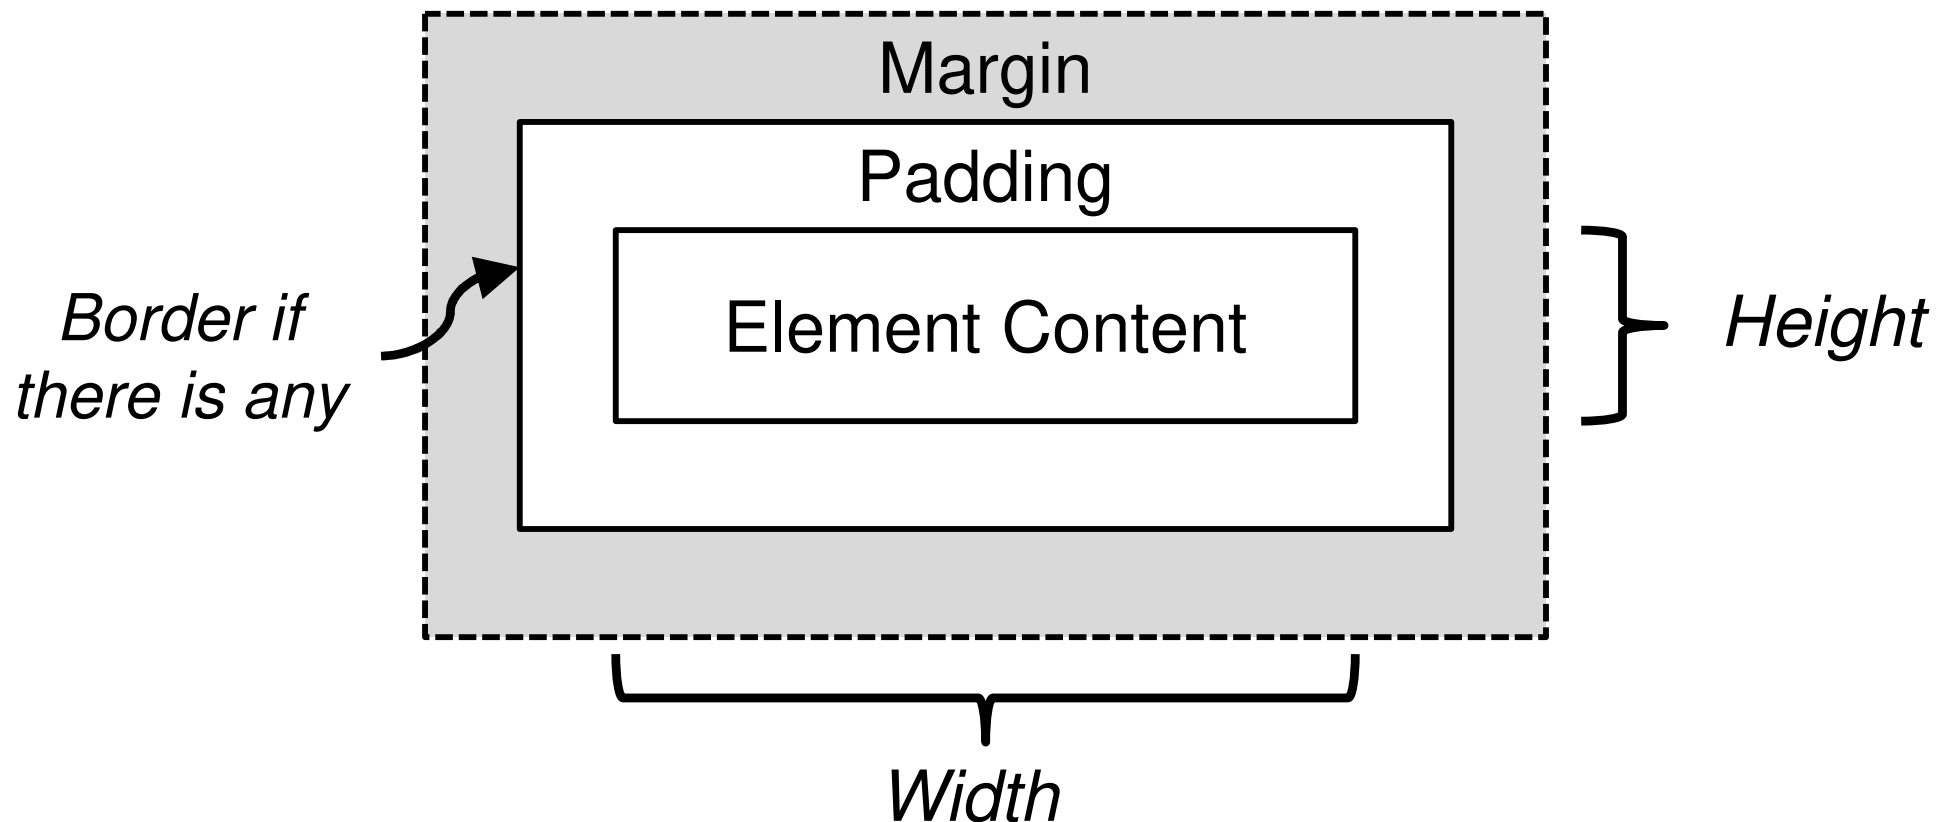 Margin
Padding
Element Content
Border if
there is any
Height
Width